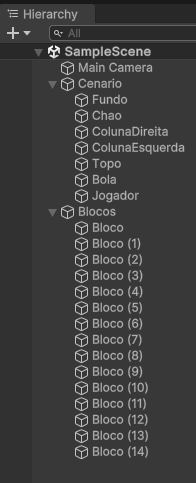 Hierarchy
All
SampleScene
Main Camera
Cenario
Fundo
Chao
ColunaDireita
ColunaEsquerda
Topo
Bola
Jogador
Blocos
Bloco
Bloco (1)
Bloco (2)
Bloco (3)
Bloco (4)
Bloco (5)
Bloco (6)
Bloco (7)
Bloco (8)
Bloco (9)
Bloco (10)
Bloco (11)
Bloco (12)
Bloco (13)
Bloco (14)